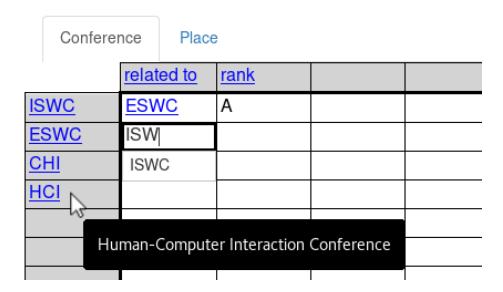 Conference Place
related to rank
ISWC ESWC A
ESWC ISW
CHI ISWC
HCI
Human-Computer Interaction Conference